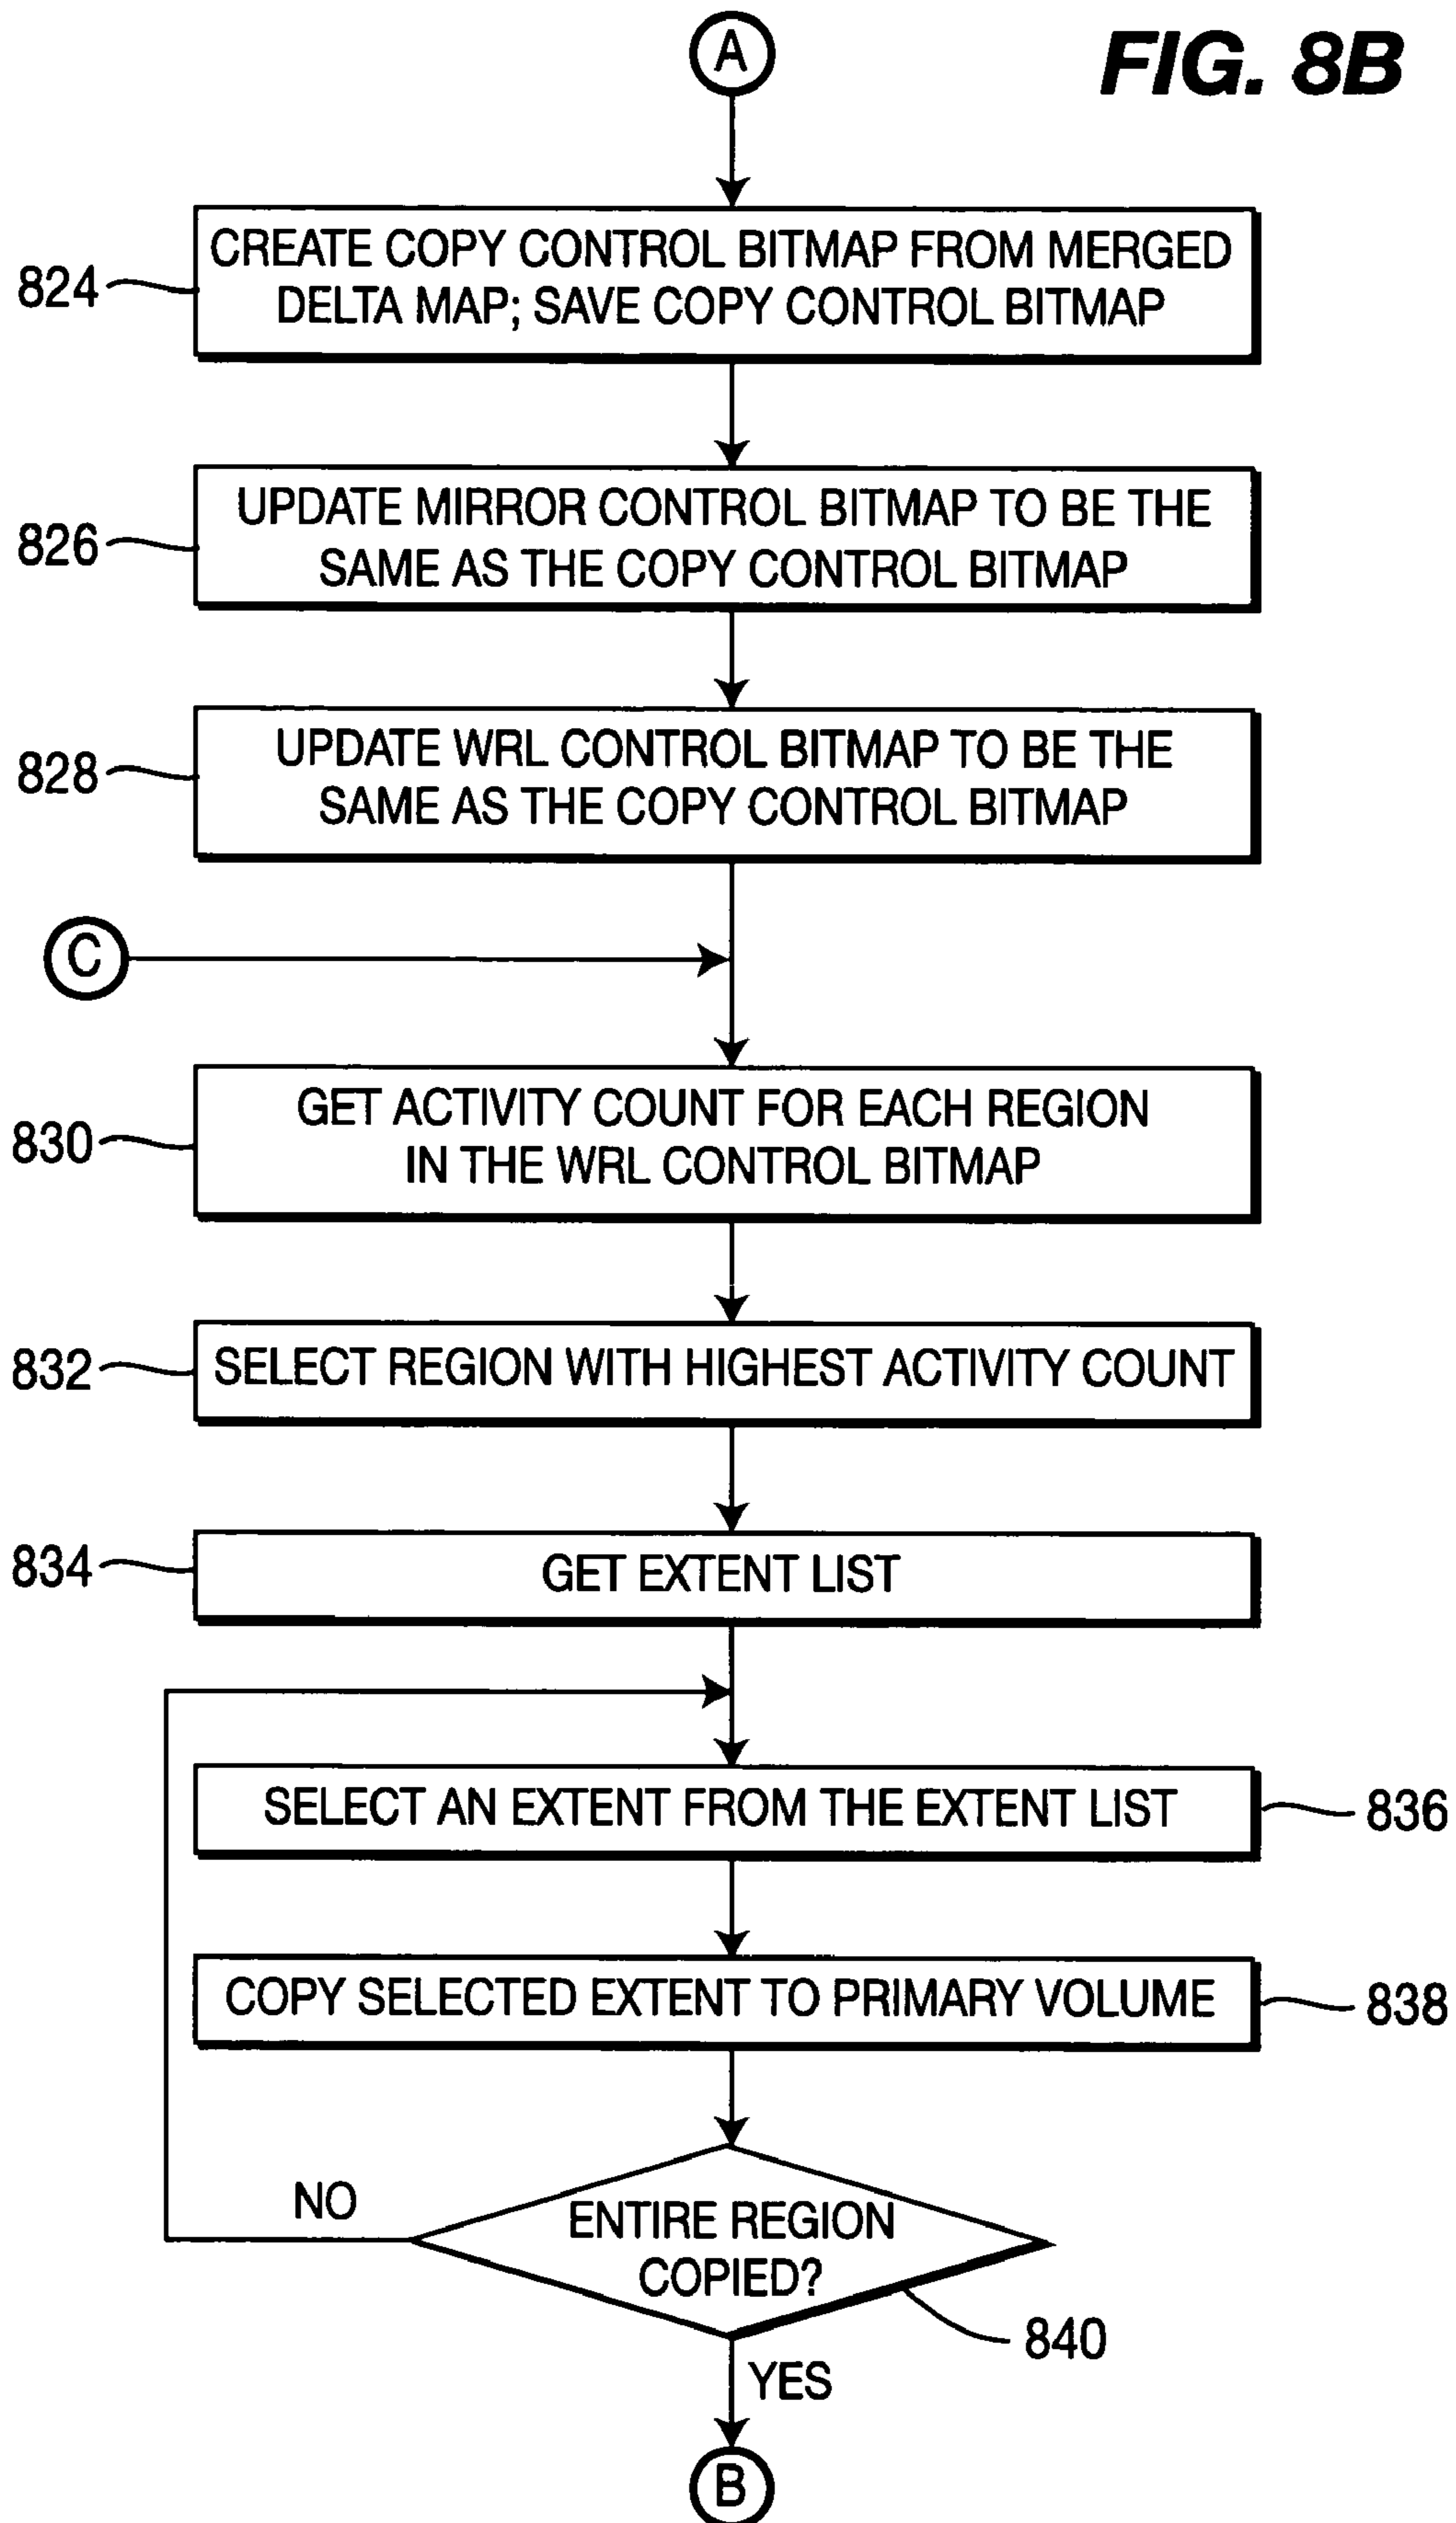 A
FIG. 8B
824
CREATE COPY CONTROL BITMAP FROM MERGED
DELTA MAP; SAVE COPY CONTROL BITMAP
826
UPDATE MIRROR CONTROL BITMAP TO BE THE
SAME AS THE COPY CONTROL BITMAP
828
UPDATE WRL CONTROL BITMAP TO BE THE
SAME AS THE COPY CONTROL BITMAP
C
830
GET ACTIVITY COUNT FOR EACH REGION
IN THE WRL CONTROL BITMAP
832
SELECT REGION WITH HIGHEST ACTIVITY COUNT
834
GET EXTENT LIST
SELECT AN EXTENT FROM THE EXTENT LIST
836
COPY SELECTED EXTENT TO PRIMARY VOLUME
838
NO
ENTIRE REGION
COPIED?
840
YES
B